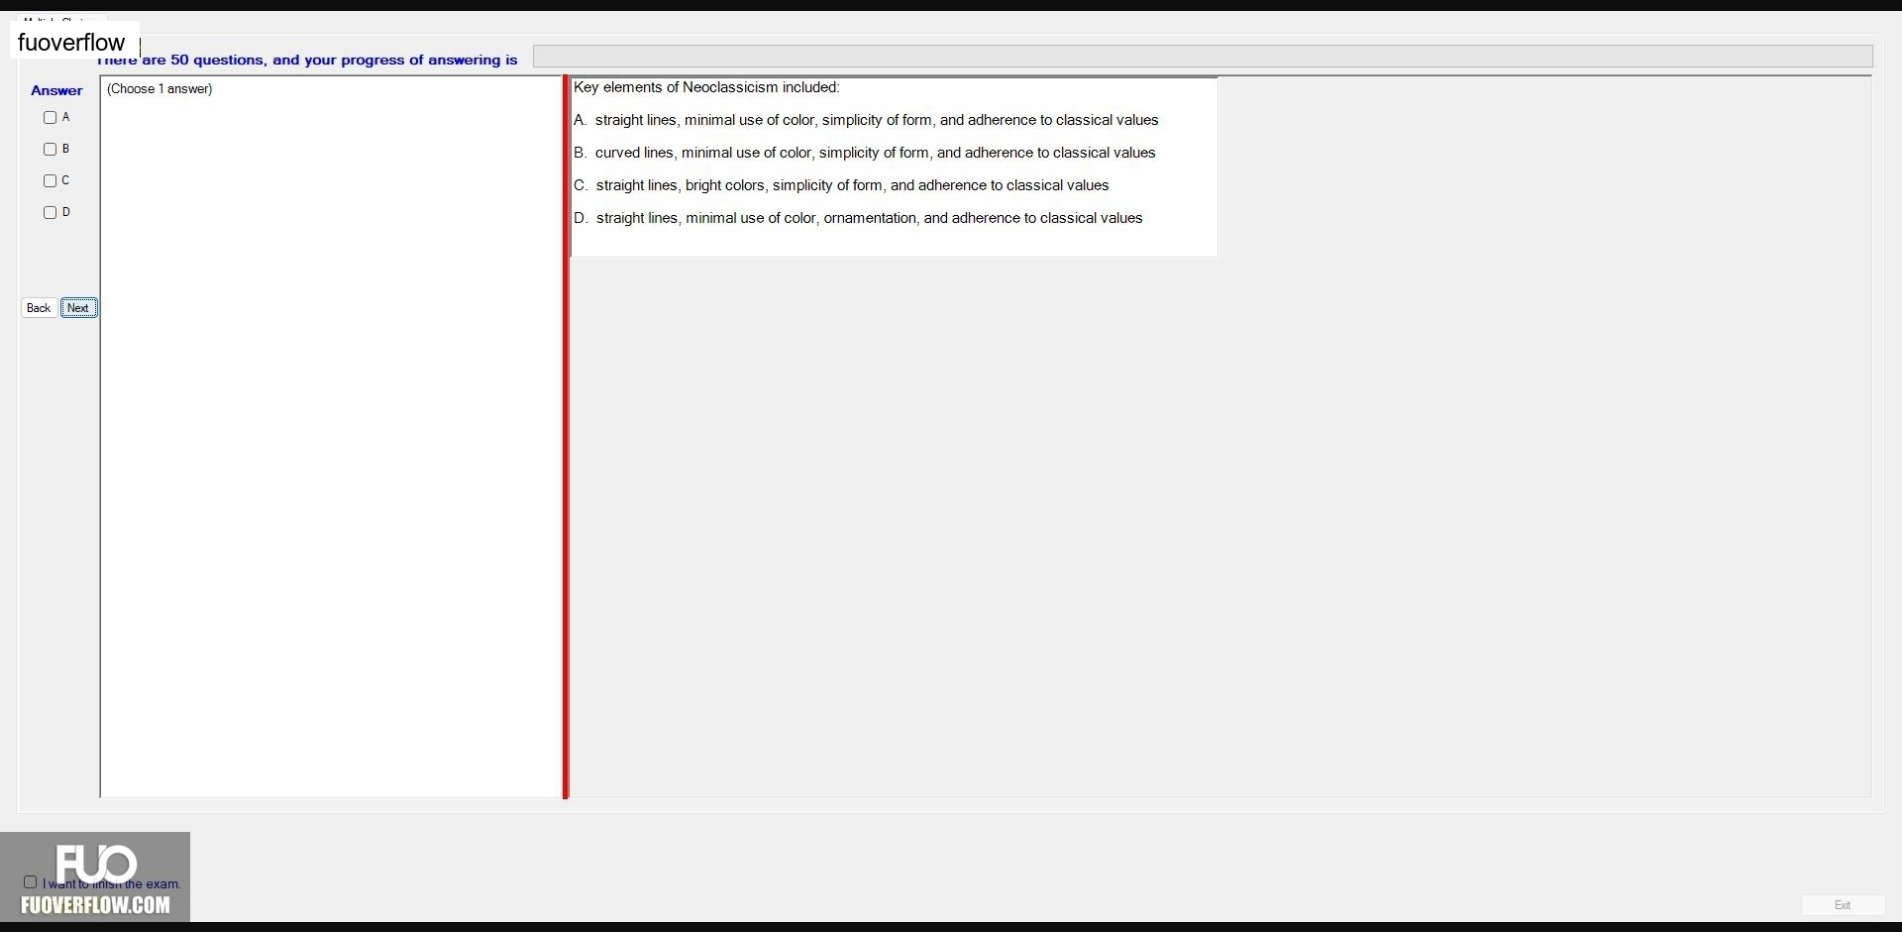 fuoverflow
There are 50 questions, and your progress of answering is
Answer
(Choose 1 answer)
A
B
C
D
Back
Next
Key elements of Neoclassicism included:
A. straight lines, minimal use of color, simplicity of form, and adherence to classical values
B. curved lines, minimal use of color, simplicity of form, and adherence to classical values
C. straight lines, bright colors, simplicity of form, and adherence to classical values
D. straight lines, minimal use of color, ornamentation, and adherence to classical values
FUO
I want to finish the exam.
FUOVERFLOW.COM
Exit